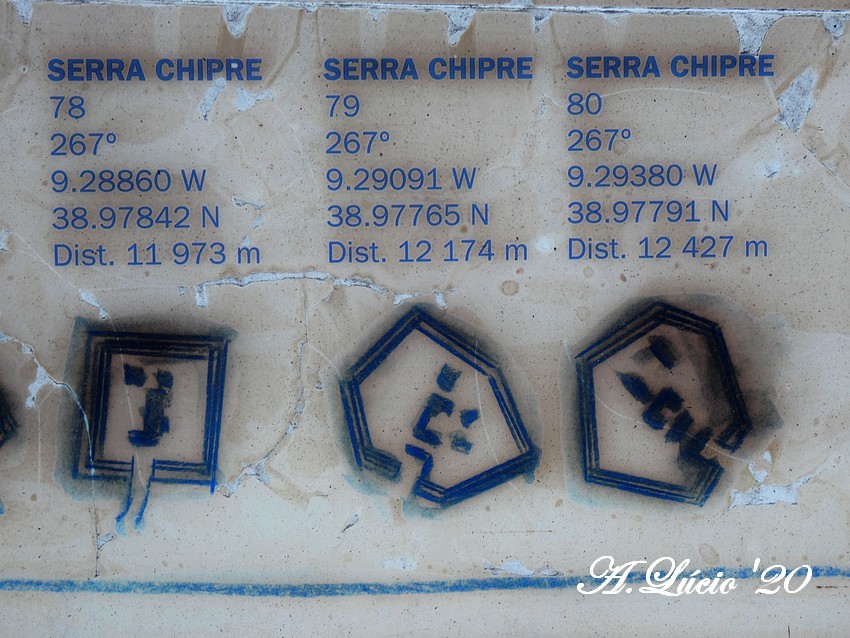 SERRA CHIPRE
78
267º
9.28860 W
38.97842 N
Dist. 11 973 m
SERRA CHIPRE
79
267º
9.29091 W
38.97765 N
Dist. 12 174 m
SERRA CHIPRE
80
267º
9.29380 W
38.97791 N
Dist. 12 427 m
A. Lúcio '20